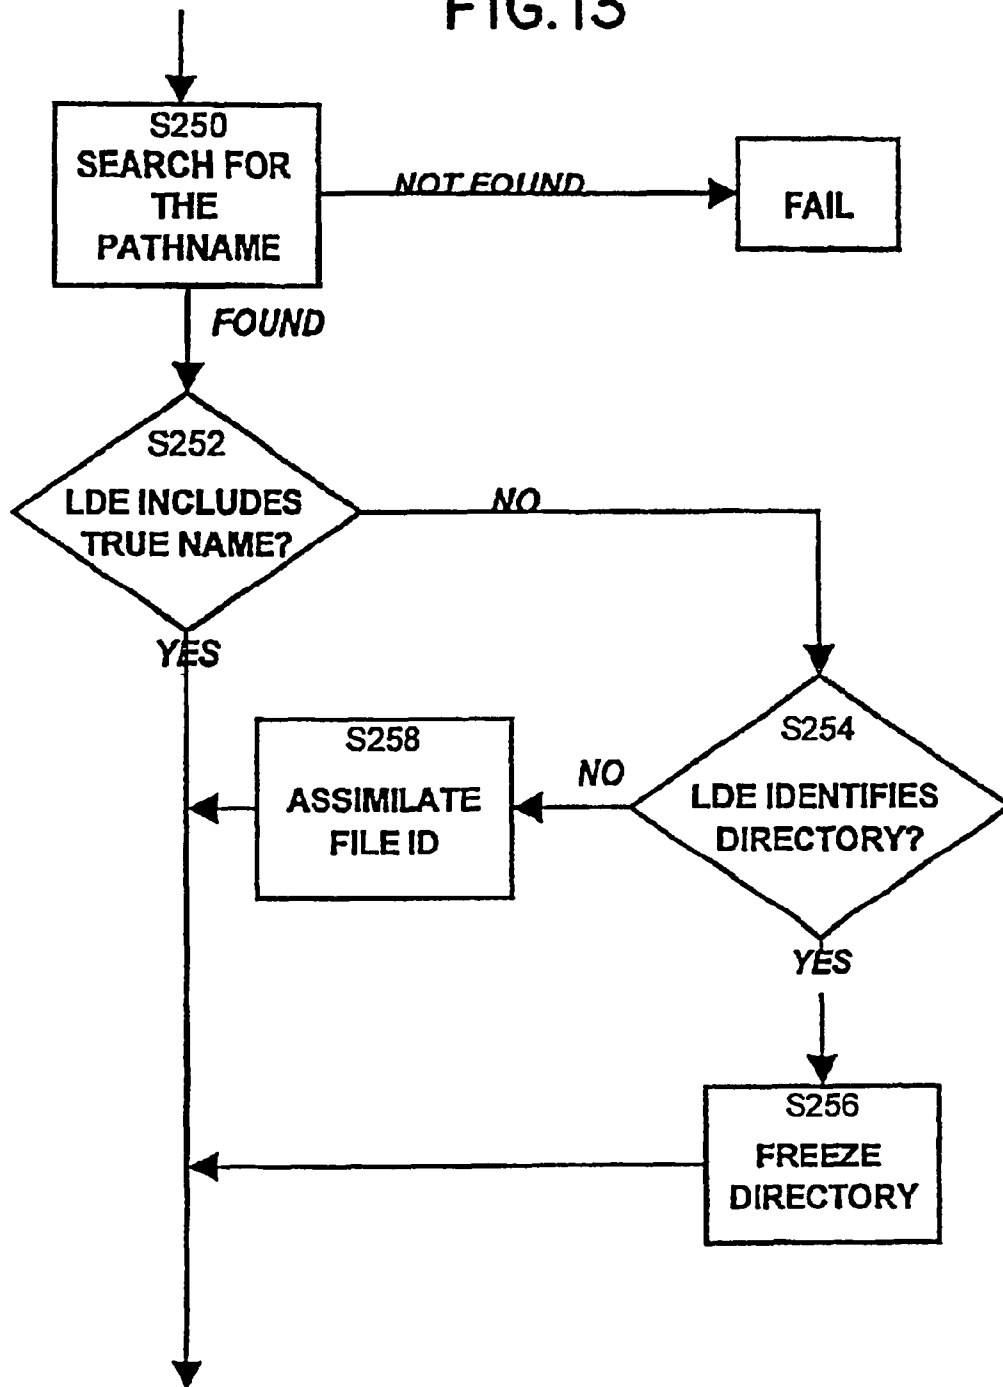 FIG.13
S250
SEARCH FOR
THE
PATHNAME
NOT FOUND
FAIL
FOUND
S252
LDE INCLUDES
TRUE NAME?
NO
YES
S254
LDE IDENTIFIES
DIRECTORY?
NO
S258
ASSIMILATE
FILE ID
YES
S256
FREEZE
DIRECTORY